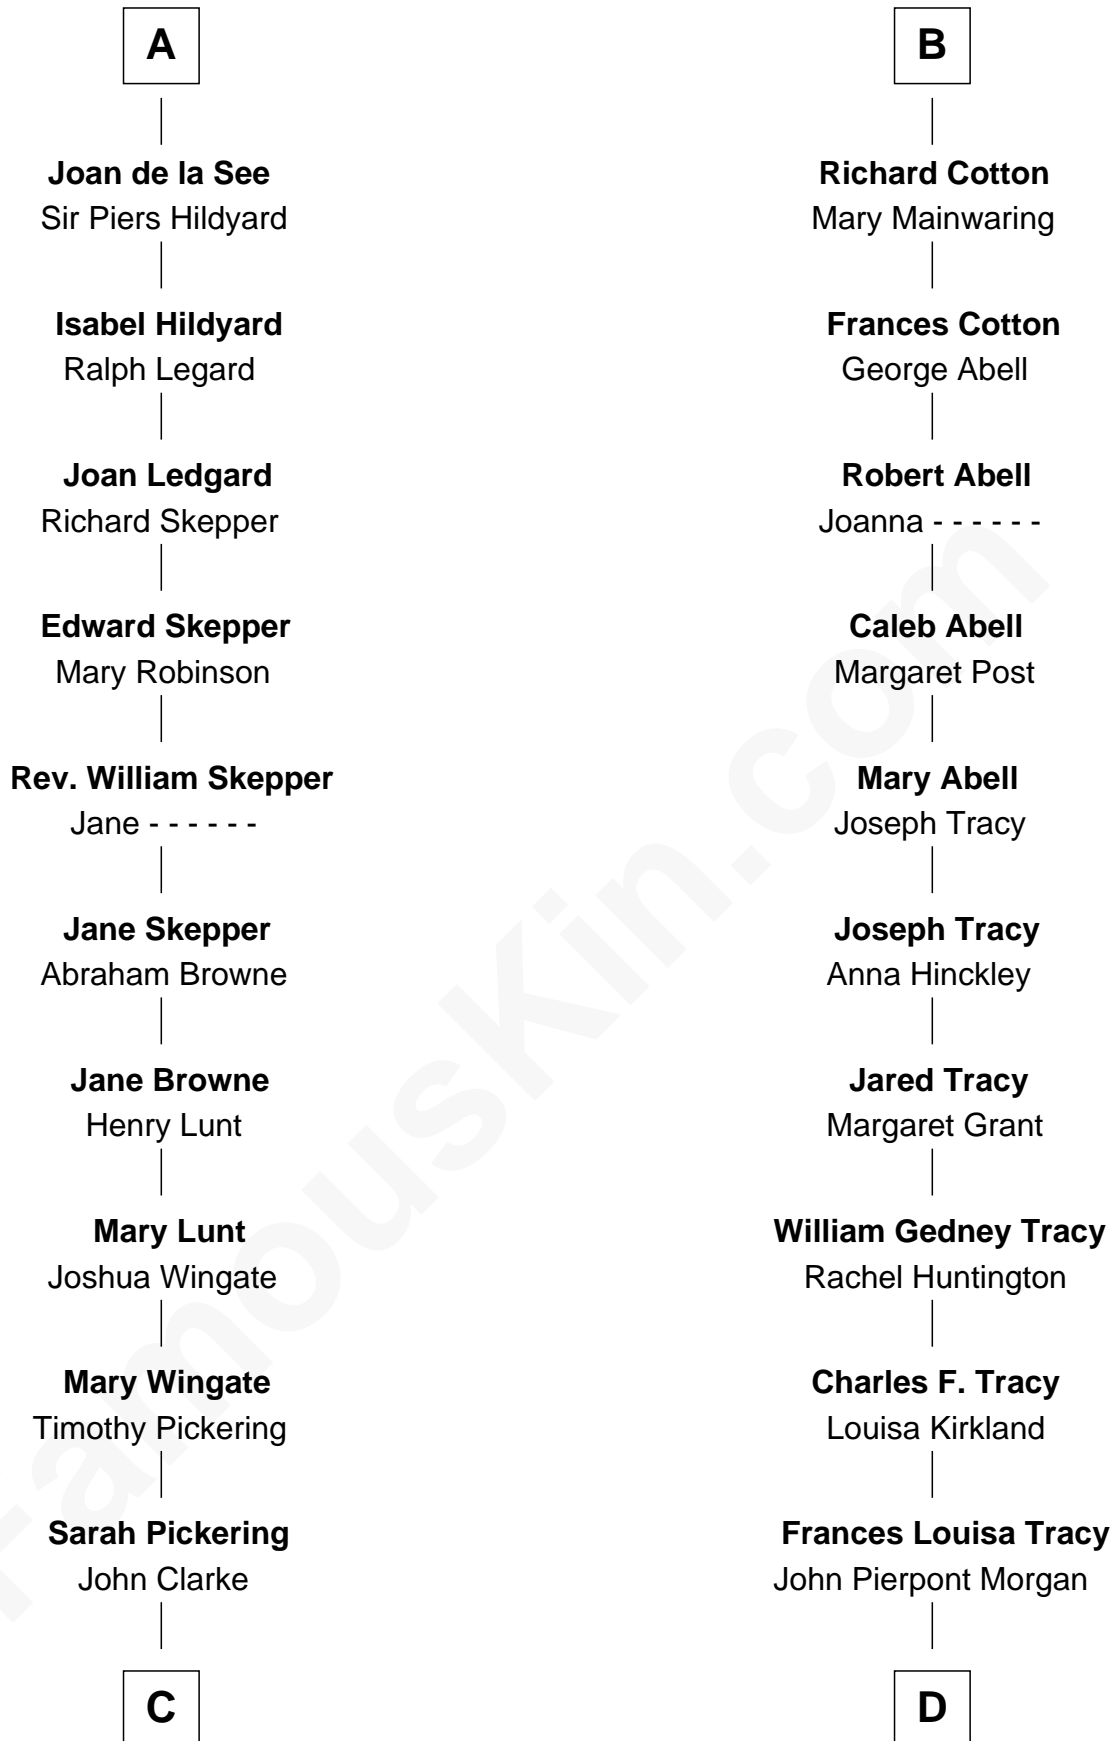 A
Joan de la See
Sir Piers Hildyard
Isabel Hildyard
Ralph Legard
Joan Ledgard
Richard Skepper
Edward Skepper
Mary Robinson
Rev. William Skepper
Jane - - - - - -
Jane Skepper
Abraham Browne
Jane Browne
Henry Lunt
Mary Lunt
Joshua Wingate
Mary Wingate
Timothy Pickering
Sarah Pickering
John Clarke
C
B
Richard Cotton
Mary Mainwaring
Frances Cotton
George Abell
Robert Abell
Joanna - - - - - -
Caleb Abell
Margaret Post
Mary Abell
Joseph Tracy
Joseph Tracy
Anna Hinckley
Jared Tracy
Margaret Grant
William Gedney Tracy
Rachel Huntington
Charles F. Tracy
Louisa Kirkland
Frances Louisa Tracy
John Pierpont Morgan
D
FamousKin.com